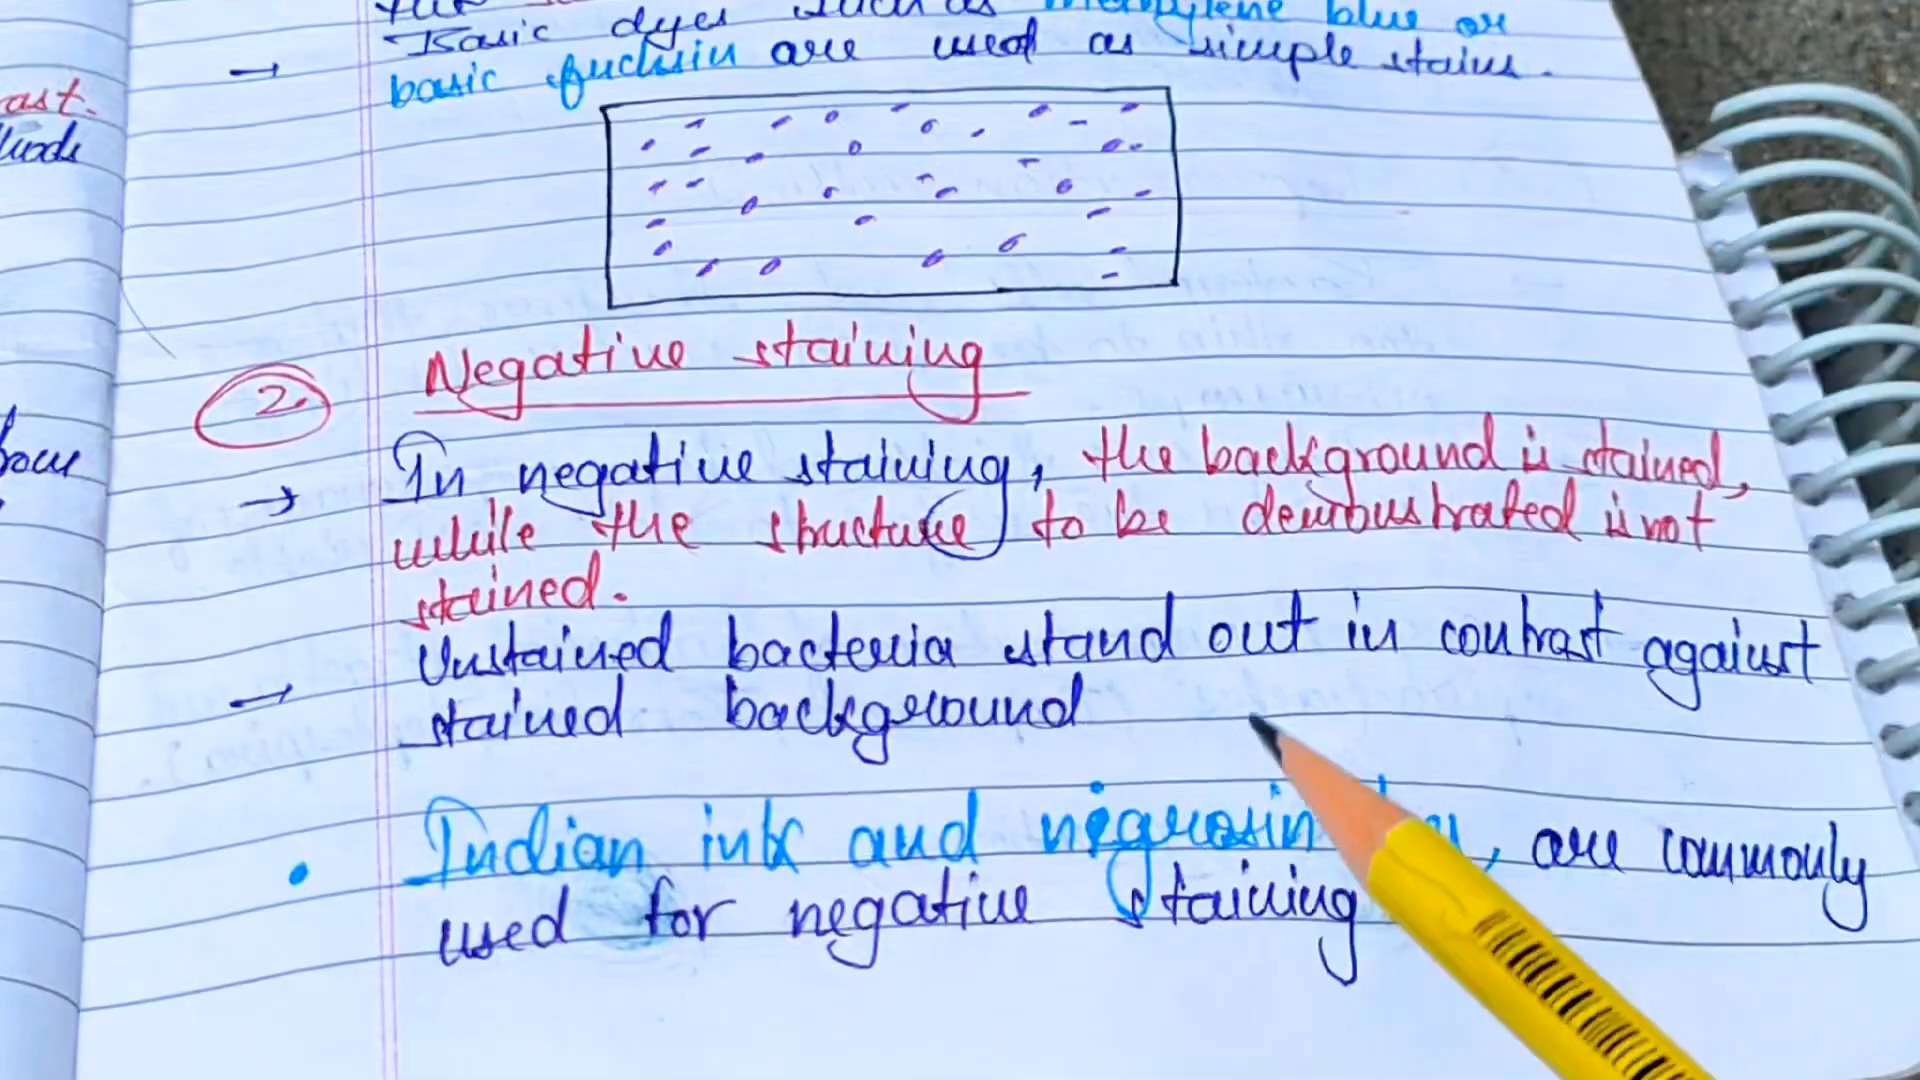 Basic dyes such as methylene blue or
→ basic fuchsin are used as simple stains.
ast.
2. Negative staining
→ In negative staining, the background is stained,
while the structure to be demonstrated is not
stained.
→ Unstained bacteria stand out in contrast against
stained background
• Indian ink and nigrosin, are commonly
used for negative staining